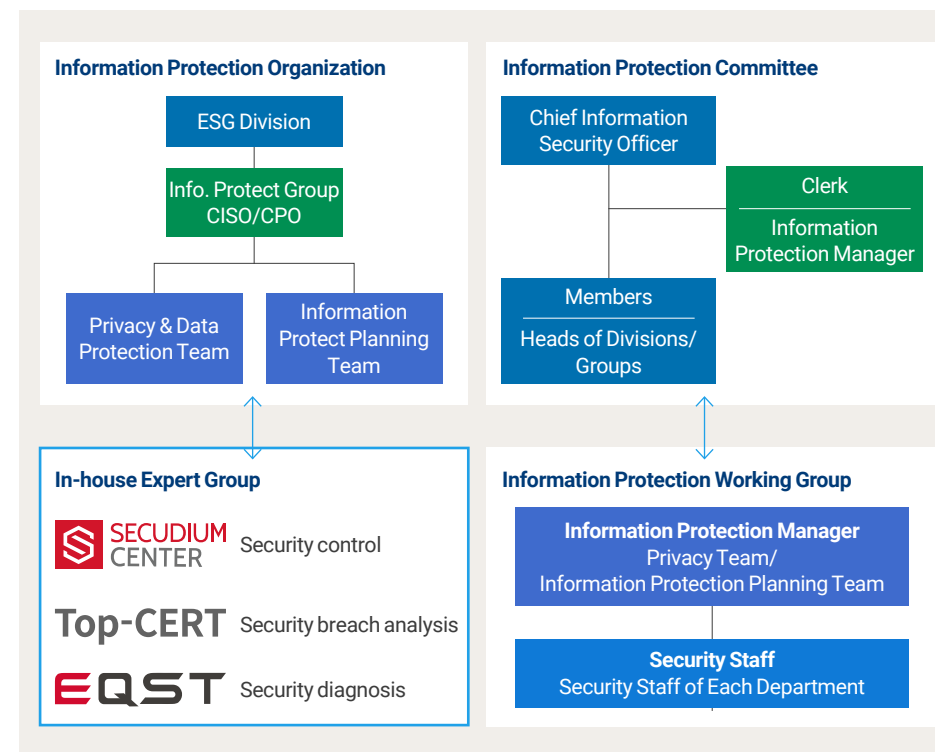 Information Protection Organization
ESG Division
Info. Protect Group
CISO/CPO
Privacy & Data
Protection Team
Information
Protect Planning
Team
Information Protection Committee
Chief Information
Security Officer
Clerk
Information
Protection Manager
Members
Heads of Divisions/
Groups
In-house Expert Group
SECUDIUM
CENTER
Security control
Top-CERT Security breach analysis
EQST Security diagnosis
Information Protection Working Group
Information Protection Manager
Privacy Team/
Information Protection Planning Team
Security Staff
Security Staff of Each Department